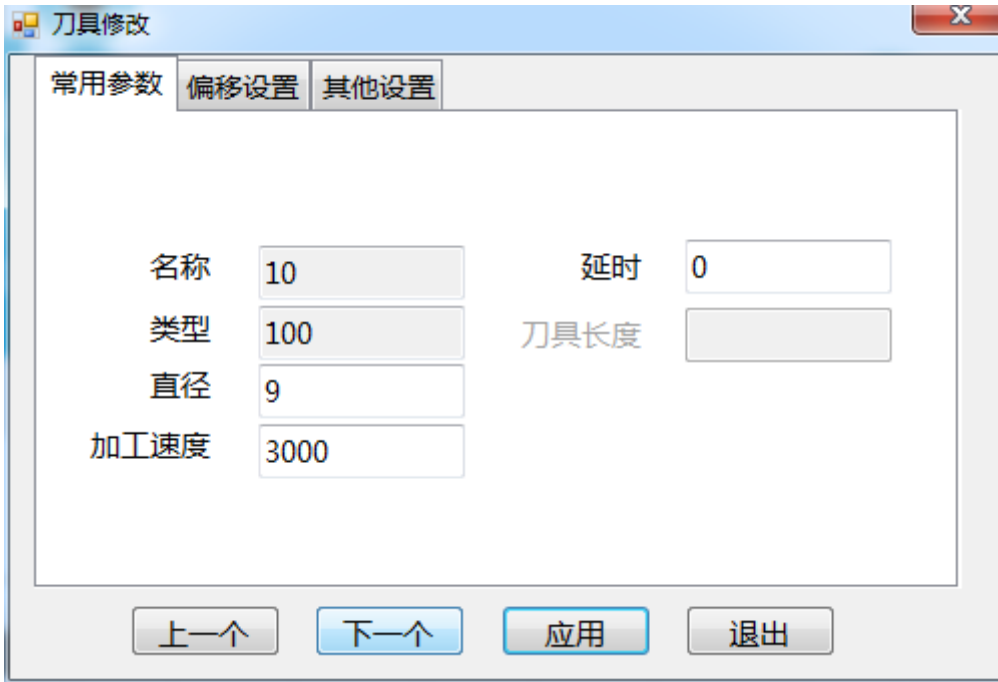 刀具修改
常用参数 偏移设置 其他设置
名称 10 延时 0
类型 100 刀具长度
直径 9
加工速度 3000
上一个 下一个 应用 退出